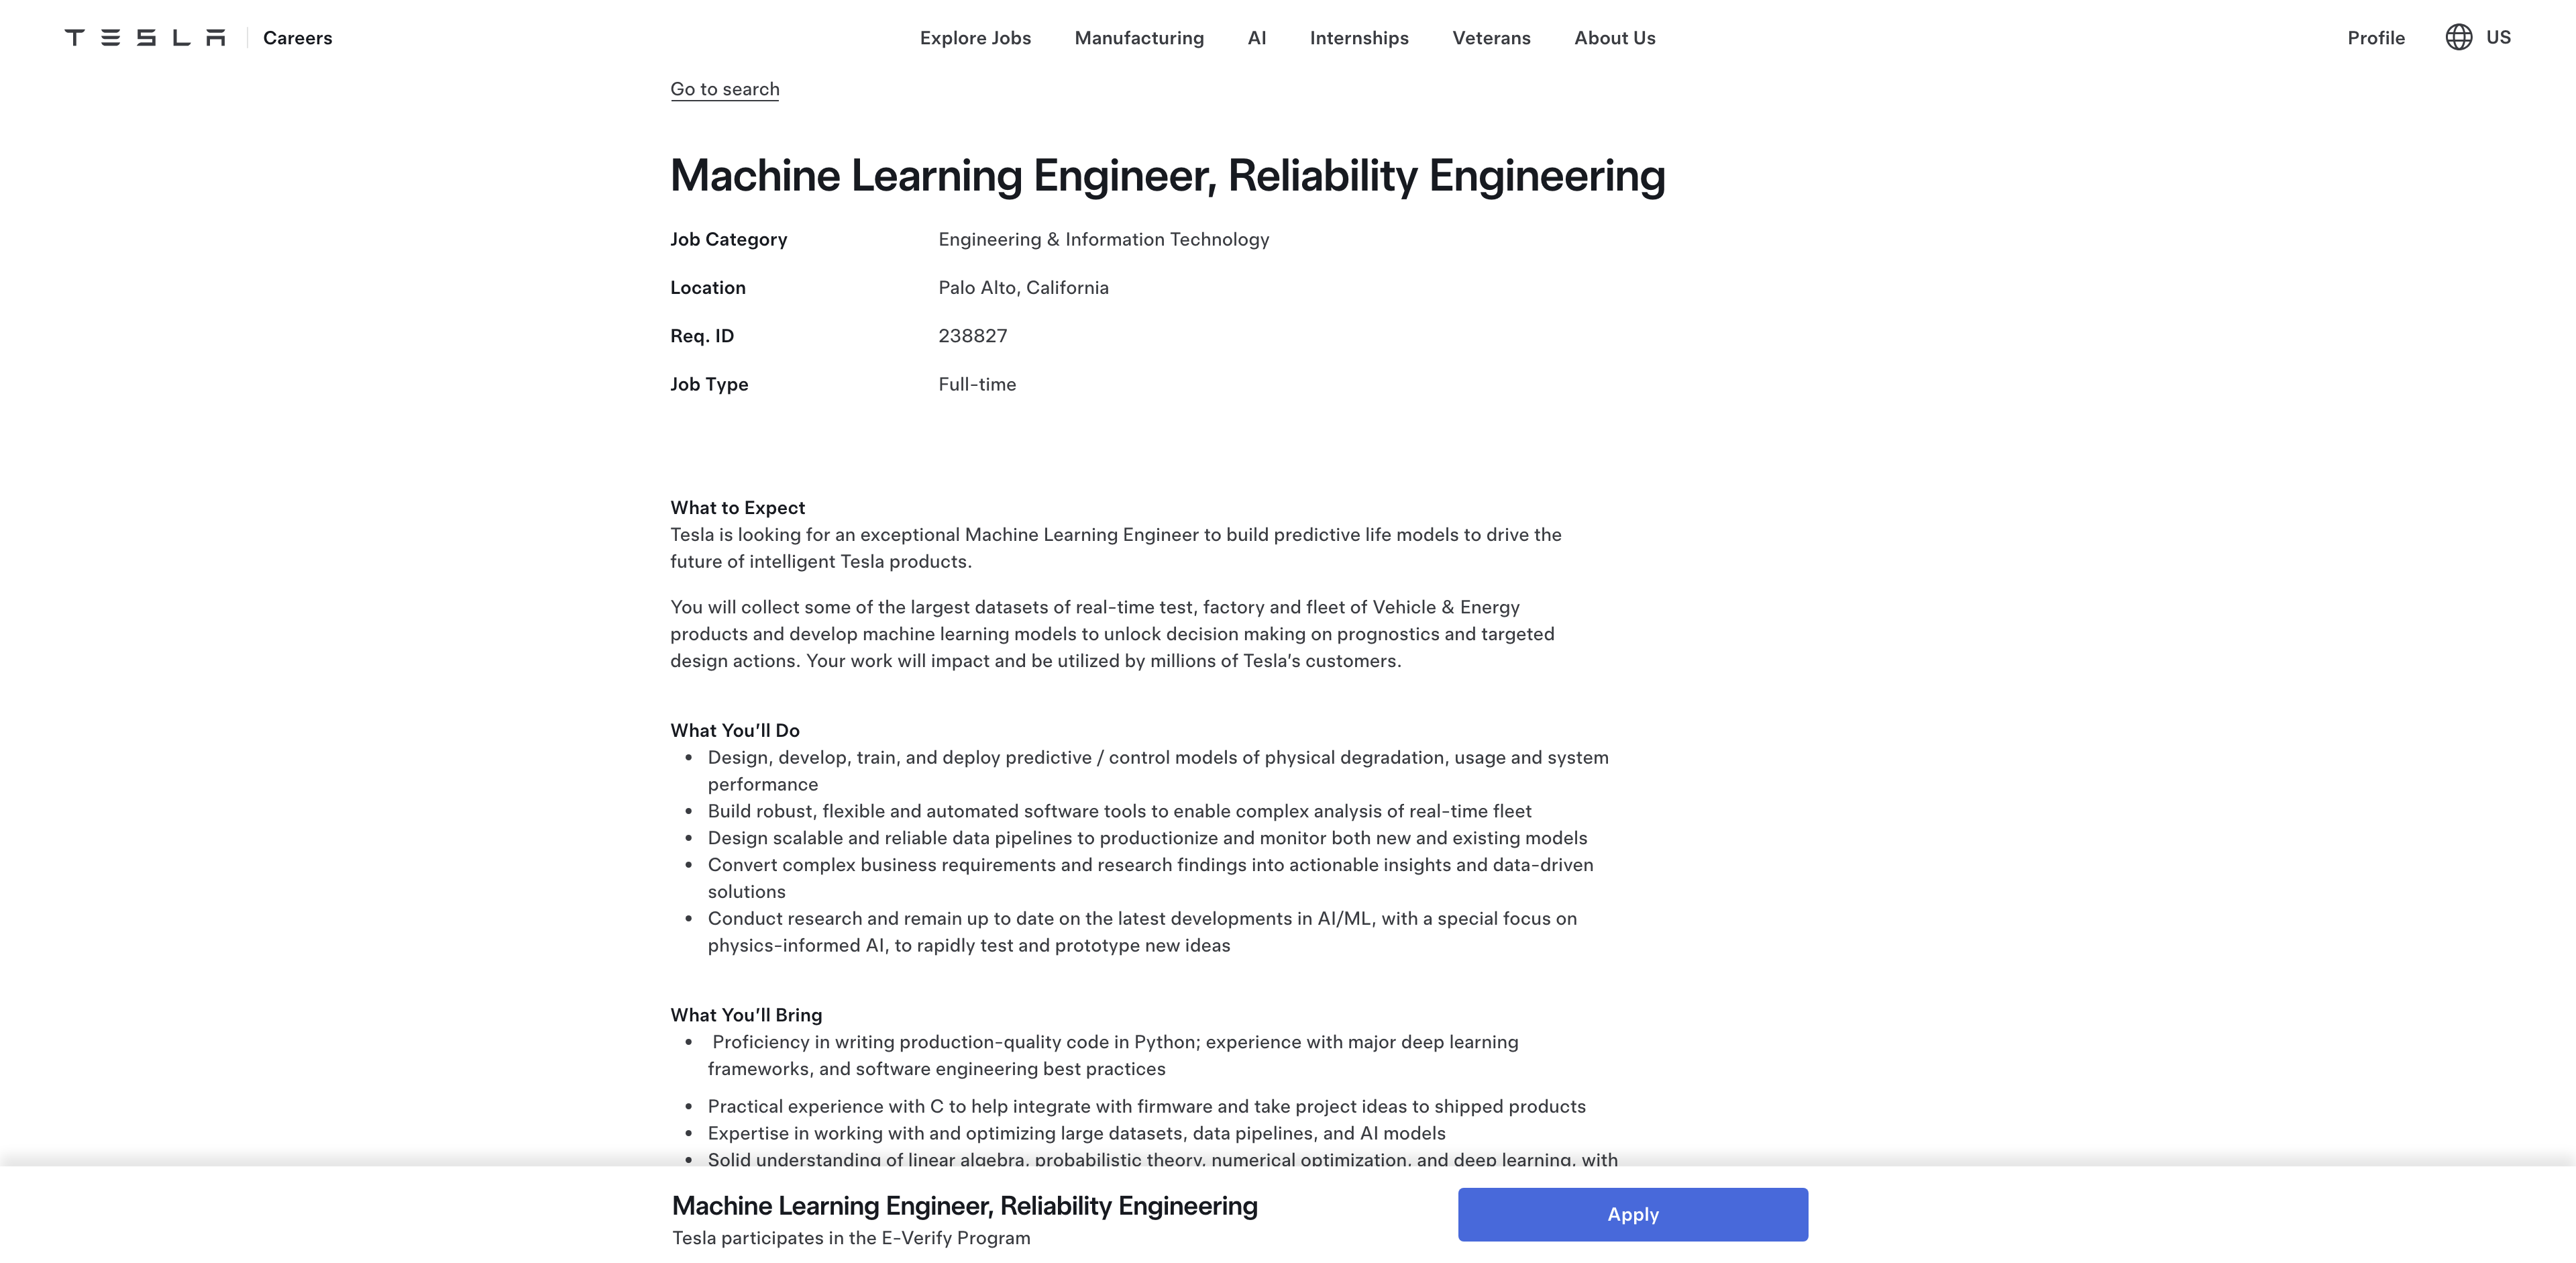 TESLA Careers Explore Jobs Manufacturing AI Internships Veterans About Us Profile US
Go to search
Machine Learning Engineer, Reliability Engineering
Job Category Engineering & Information Technology
Location Palo Alto, California
Req. ID 238827
Job Type Full-time
What to Expect
Tesla is looking for an exceptional Machine Learning Engineer to build predictive life models to drive the
future of intelligent Tesla products.
You will collect some of the largest datasets of real-time test, factory and fleet of Vehicle & Energy
products and develop machine learning models to unlock decision making on prognostics and targeted
design actions. Your work will impact and be utilized by millions of Tesla's customers.
What You'll Do
• Design, develop, train, and deploy predictive / control models of physical degradation, usage and system
performance
• Build robust, flexible and automated software tools to enable complex analysis of real-time fleet
• Design scalable and reliable data pipelines to productionize and monitor both new and existing models
• Convert complex business requirements and research findings into actionable insights and data-driven
solutions
• Conduct research and remain up to date on the latest developments in AI/ML, with a special focus on
physics-informed AI, to rapidly test and prototype new ideas
What You'll Bring
• Proficiency in writing production-quality code in Python; experience with major deep learning
frameworks, and software engineering best practices
• Practical experience with C to help integrate with firmware and take project ideas to shipped products
• Expertise in working with and optimizing large datasets, data pipelines, and AI models
• Solid understanding of linear algebra, probabilistic theory, numerical optimization, and deep learning, with
Machine Learning Engineer, Reliability Engineering
Tesla participates in the E-Verify Program
Apply